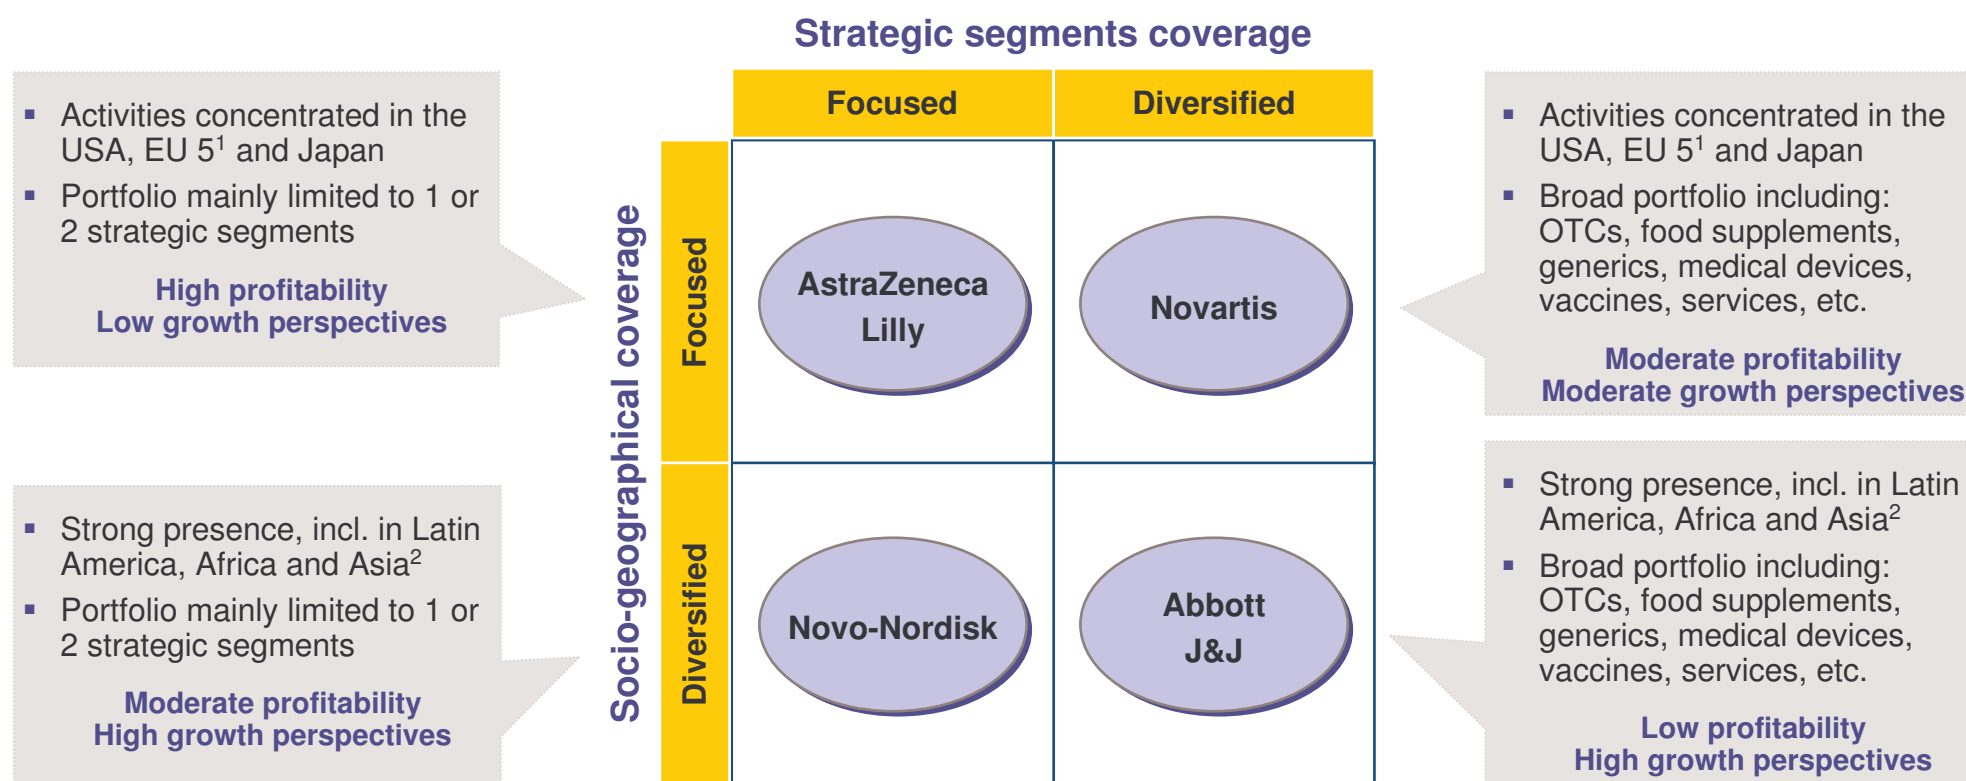 Strategic segments coverage
Focused
Diversified
Socio-geographical coverage
Focused
Diversified
▪ Activities concentrated in the
USA, EU 5¹ and Japan
▪ Portfolio mainly limited to 1 or
2 strategic segments
High profitability
Low growth perspectives
AstraZeneca
Lilly
Novartis
▪ Activities concentrated in the
USA, EU 5¹ and Japan
▪ Broad portfolio including:
OTCs, food supplements,
generics, medical devices,
vaccines, services, etc.
Moderate profitability
Moderate growth perspectives
▪ Strong presence, incl. in Latin
America, Africa and Asia²
▪ Portfolio mainly limited to 1 or
2 strategic segments
Moderate profitability
High growth perspectives
Novo-Nordisk
Abbott
J&J
▪ Strong presence, incl. in Latin
America, Africa and Asia²
▪ Broad portfolio including:
OTCs, food supplements,
generics, medical devices,
vaccines, services, etc.
Low profitability
High growth perspectives